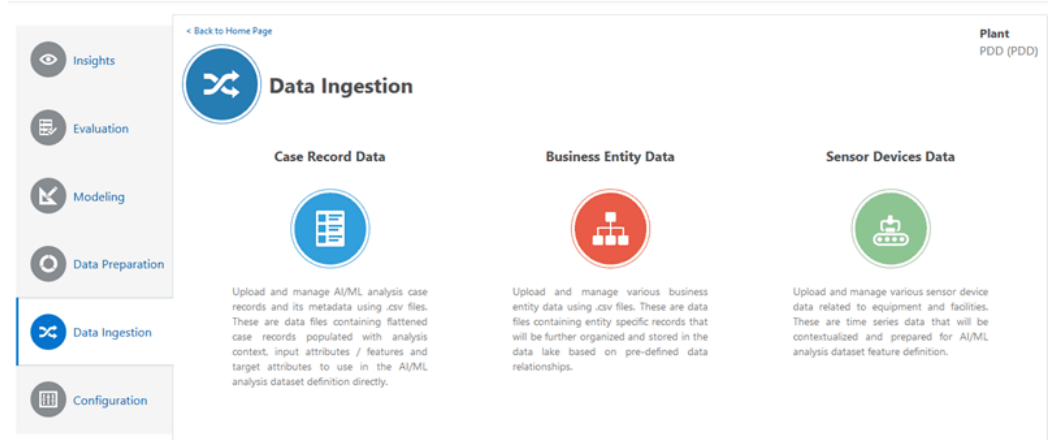 < Back to Home Page
Plant
PDD (PDD)
Data Ingestion
Insights
Evaluation
Modeling
Data Preparation
Data Ingestion
Configuration
Case Record Data
Upload and manage AI/ML analysis case
records and its metadata using .csv files.
These are data files containing flattened
case records populated with analysis
context, input attributes / features and
target attributes to use in the AI/ML
analysis dataset definition directly.
Business Entity Data
Upload and manage various business
entity data using .csv files. These are data
files containing entity specific records that
will be further organized and stored in the
data lake based on pre-defined data
relationships.
Sensor Devices Data
Upload and manage various sensor device
data related to equipment and facilities.
These are time series data that will be
contextualized and prepared for AI/ML
analysis dataset feature definition.